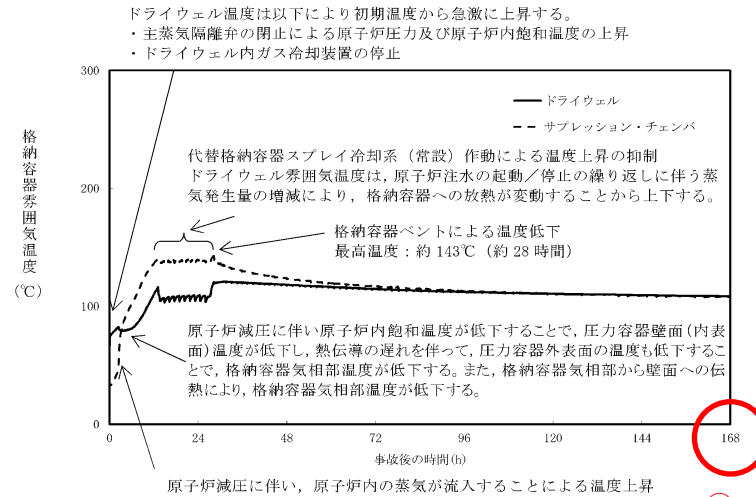 ドライウェル温度は以下により初期温度から急激に上昇する。
・主蒸気隔離弁の閉止による原子炉圧力及び原子炉内飽和温度の上昇
・ドライウェル内ガス冷却装置の停止
300
ドライウェル
サプレッション・チェンバ
代替格納容器スプレイ冷却系（常設）作動による温度上昇の抑制
ドライウェル雰囲気温度は，原子炉注水の起動／停止の繰り返しに伴う蒸
気発生量の増減により，格納容器への放熱が変動することから上下する。
200
格納容器雰囲気温度
（℃）
格納容器ベントによる温度低下
最高温度：約 143℃（約 28 時間）
100
原子炉減圧に伴い原子炉内飽和温度が低下することで，圧力容器壁面（内表
面）温度が低下し，熱伝導の遅れを伴って，圧力容器外表面の温度も低下するこ
とで，格納容器気相部温度が低下する。また，格納容器気相部から壁面への伝
熱により，格納容器気相部温度が低下する。
0
0 24 48 72 96 120 144 168
事故後の時間(h)
原子炉減圧に伴い，原子炉内の蒸気が流入することによる温度上昇